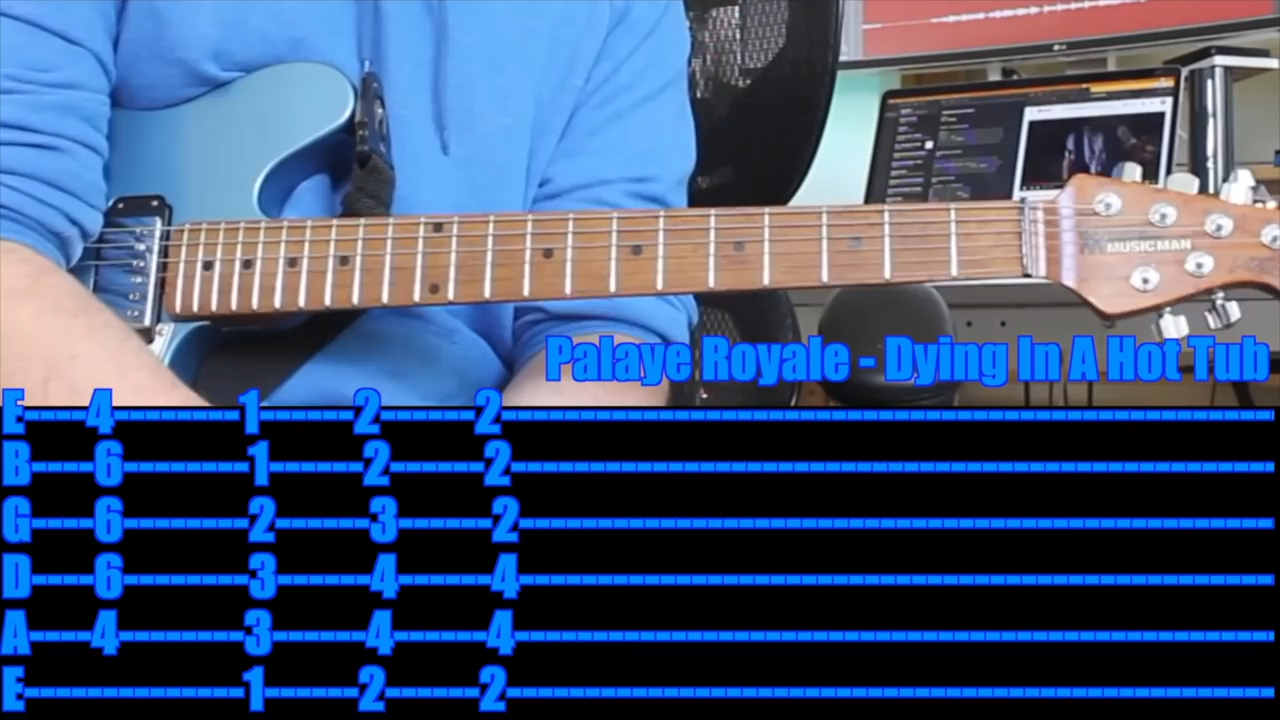 MUSICMAN
Palaye Royale - Dying In A Hot Tub
E---4------1-----2-----2------------------------------------------
B---6------1-----2-----2------------------------------------------
G---6------2-----3-----2------------------------------------------
D---6------3-----4-----4------------------------------------------
A---4------3-----4-----4------------------------------------------
E----------1-----2-----2------------------------------------------